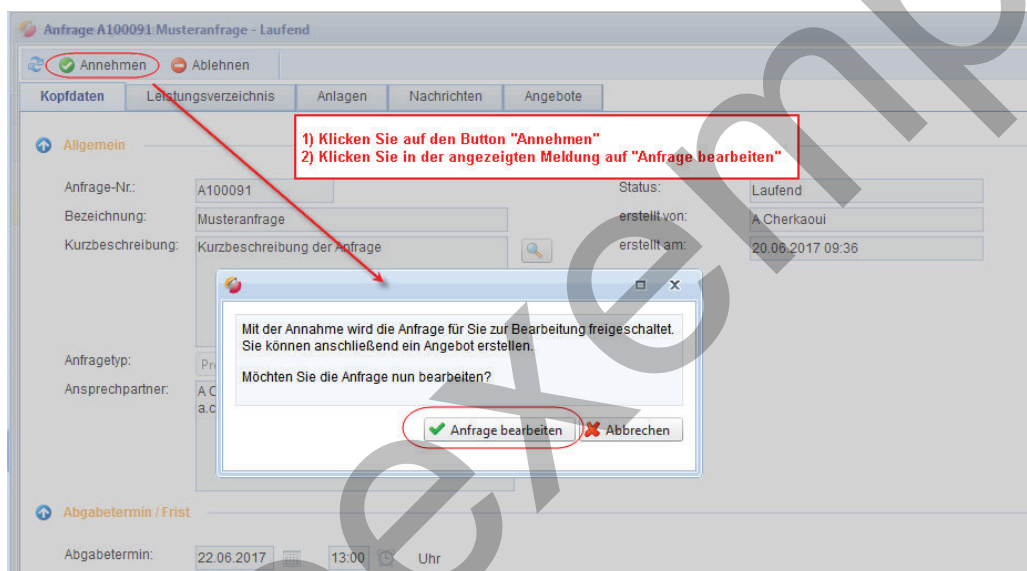 Anfrage A100091 Musteranfrage - Laufend
Annehmen Ablehnen
Kopfdaten Leistungsverzeichnis Anlagen Nachrichten Angebote
1) Klicken Sie auf den Button "Annehmen"
2) Klicken Sie in der angezeigten Meldung auf "Anfrage bearbeiten"
Allgemein
Anfrage-Nr.: A100091 Status: Laufend
Bezeichnung: Musteranfrage erstellt von: A Cherkaoui
Kurzbeschreibung: Kurzbeschreibung der Anfrage erstellt am: 20.06.2017 09:36
Mit der Annahme wird die Anfrage für Sie zur Bearbeitung freigeschaltet.
Sie können anschließend ein Angebot erstellen.
Möchten Sie die Anfrage nun bearbeiten?
Anfragetyp:
Ansprechpartner: A C
a.c
Anfrage bearbeiten Abbrechen
Abgabetermin / Frist
Abgabetermin: 22.06.2017 13:00 Uhr
exemp